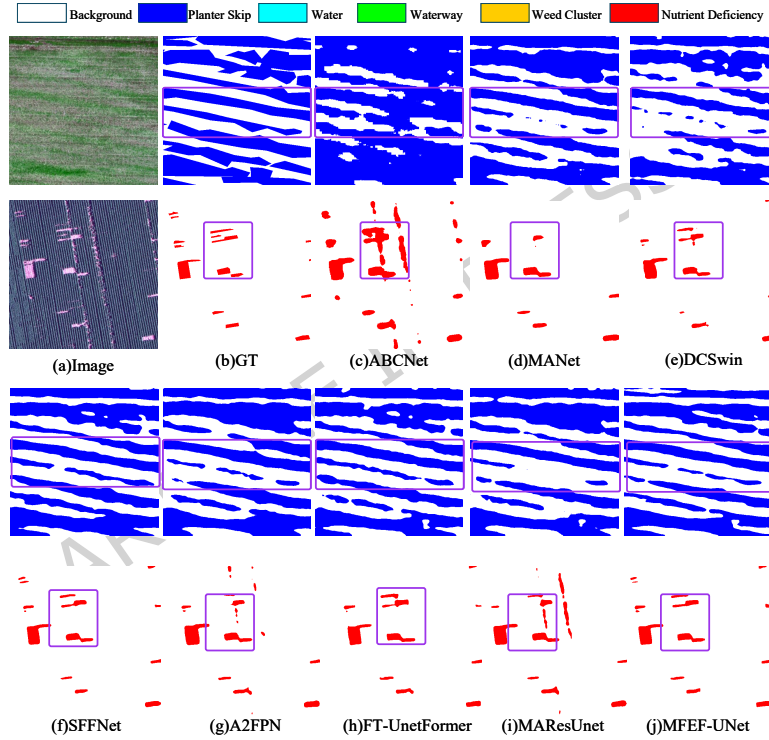 Background Planter Skip Water Waterway Weed Cluster Nutrient Deficiency
(a)Image (b)GT (c)ABCNet (d)MANet (e)DCSwin
(f)SFFNet (g)A2FPN (h)FT-UnetFormer (i)MAResUnet (j)MFEF-UNet